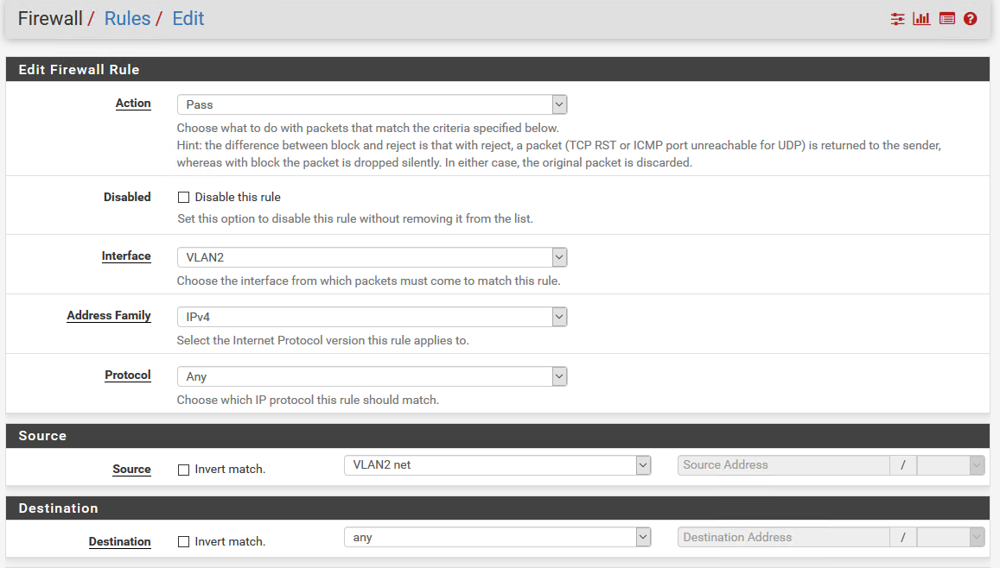 Firewall / Rules / Edit
Edit Firewall Rule
Action
Pass
Choose what to do with packets that match the criteria specified below.
Hint: the difference between block and reject is that with reject, a packet (TCP RST or ICMP port unreachable for UDP) is returned to the sender,
whereas with block the packet is dropped silently. In either case, the original packet is discarded.
Disabled
Disable this rule
Set this option to disable this rule without removing it from the list.
Interface
VLAN2
Choose the interface from which packets must come to match this rule.
Address Family
IPv4
Select the Internet Protocol version this rule applies to.
Protocol
Any
Choose which IP protocol this rule should match.
Source
Source Invert match. VLAN2 net Source Address /
Destination
Destination Invert match. any Destination Address /